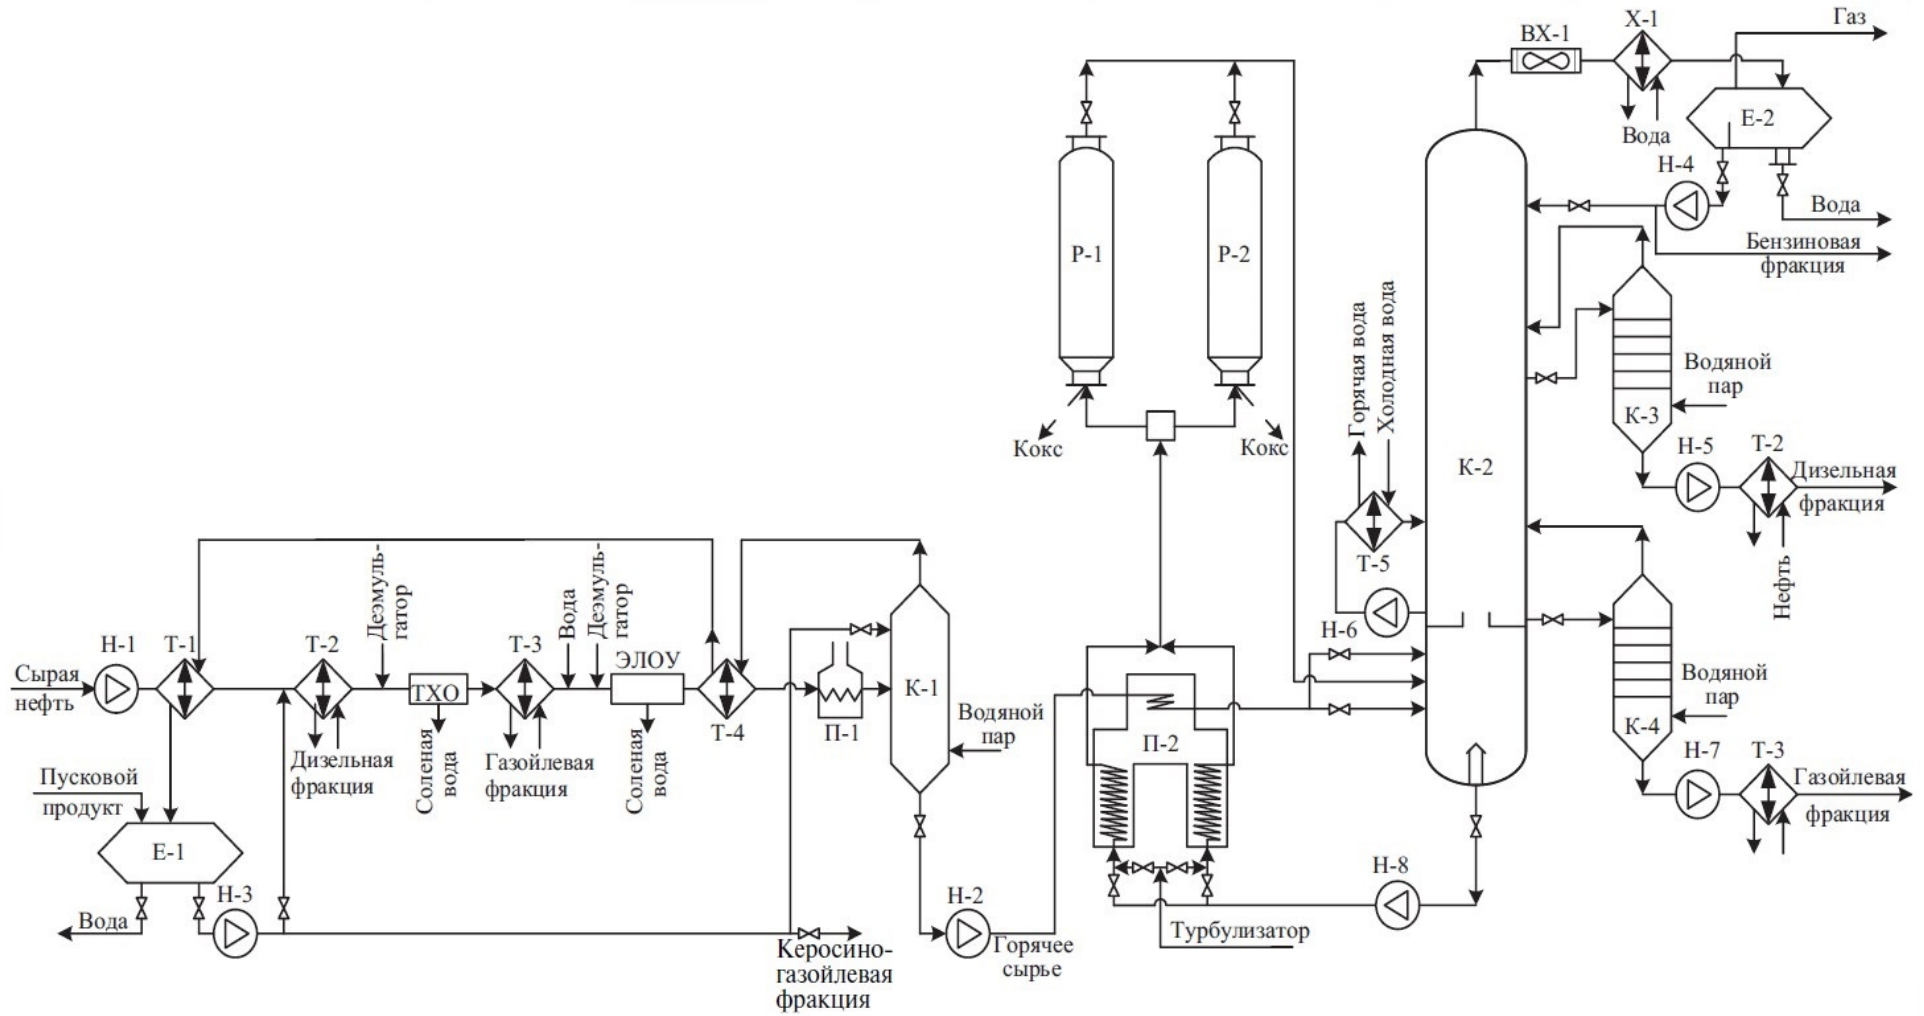 Газ
Х-1
ВХ-1
Е-2
Вода
Н-4
Вода
Бензиновая
фракция
Р-1
Р-2
Горячая вода
Холодная вода
Водяной
пар
К-3
Кокс
Кокс
К-2
Н-5
Т-2
Дизельная
фракция
Нефть
Т-5
Н-6
Деэмуль-
гатор
Вода
Деэмуль-
гатор
Н-1
Т-1
Т-2
Т-3
ЭЛОУ
Сырая
нефть
ТХО
К-1
Т-4
П-1
Водяной
пар
Водяной
пар
К-4
П-2
Дизельная
фракция
Соленая
вода
Газойлевая
фракция
Соленая
вода
Н-7
Т-3
Газойлевая
фракция
Пусковой
продукт
Е-1
Н-3
Вода
Н-2
Горячее
сырье
Н-8
Турбулизатор
Керосино-
газойлевая
фракция